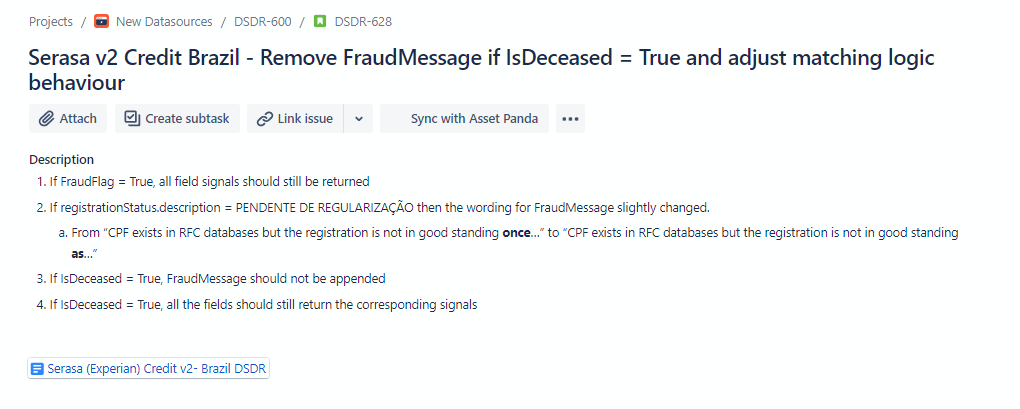 Projects / New Datasources / DSDR-600 / DSDR-628
Serasa v2 Credit Brazil - Remove FraudMessage if IsDeceased = True and adjust matching logic
behaviour
Attach Create subtask Link issue Sync with Asset Panda
Description
1. If FraudFlag = True, all field signals should still be returned
2. If registrationStatus.description = PENDENTE DE REGULARIZAÇÃO then the wording for FraudMessage slightly changed.
a. From “CPF exists in RFC databases but the registration is not in good standing once...” to “CPF exists in RFC databases but the registration is not in good standing
as...”
3. If IsDeceased = True, FraudMessage should not be appended
4. If IsDeceased = True, all the fields should still return the corresponding signals
Serasa (Experian) Credit v2- Brazil DSDR